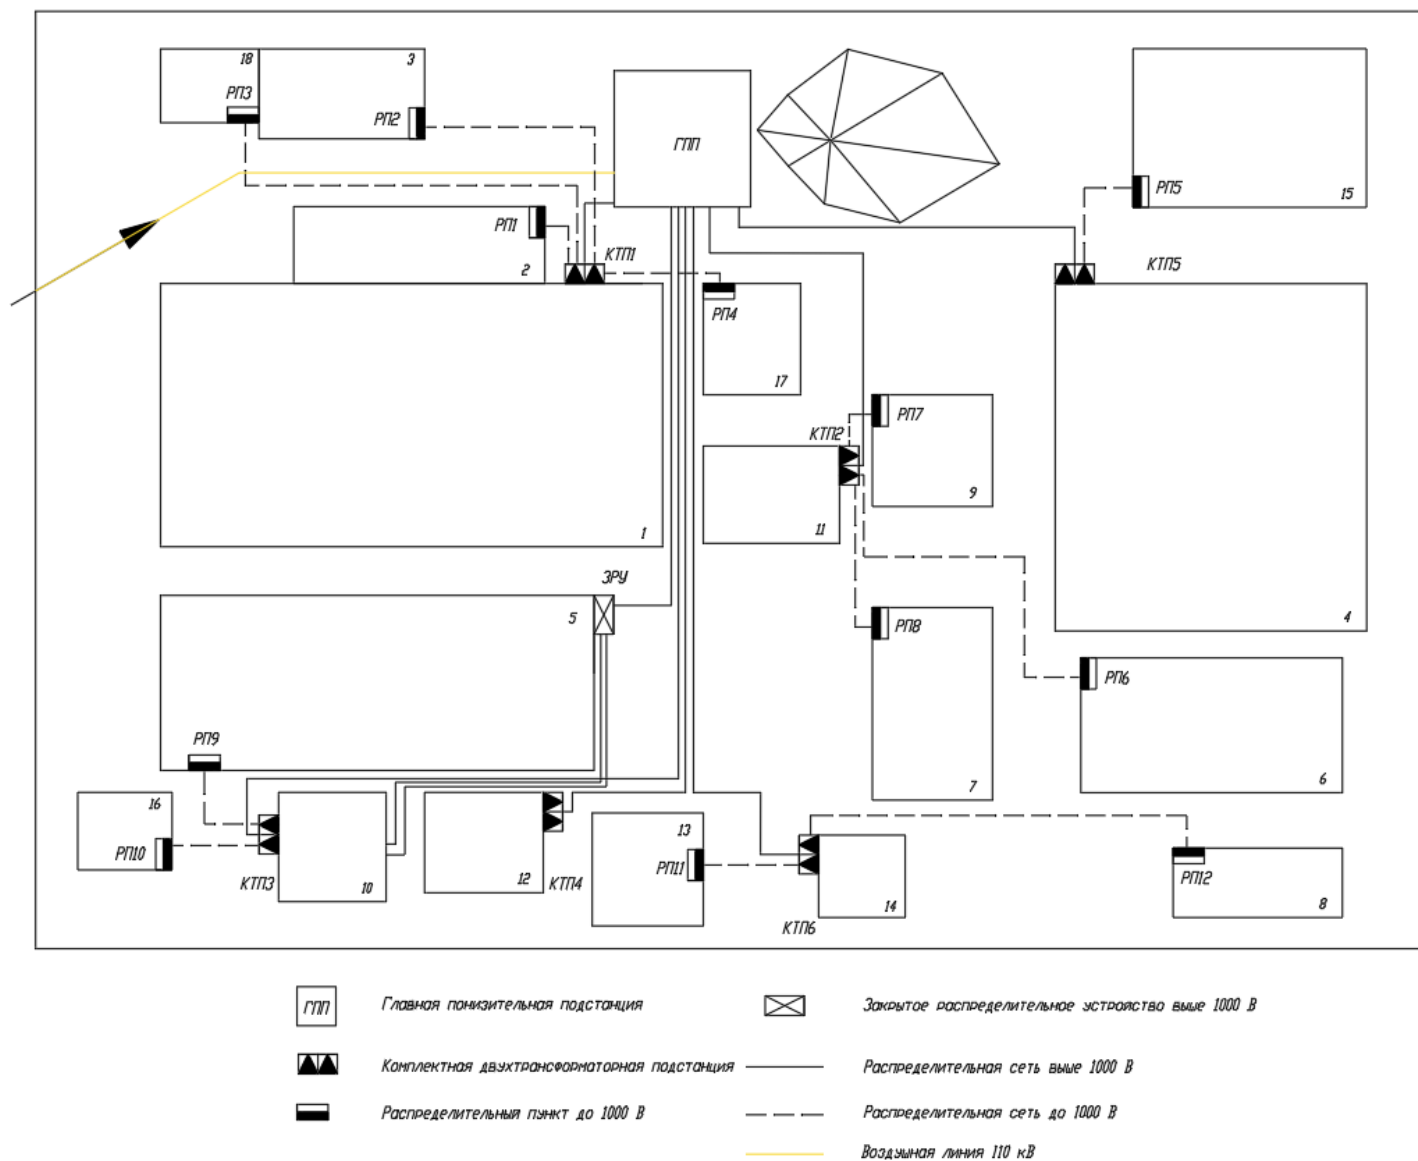 18
3
РП3
РП2
ГПП
РП5
15
РП1
КТП1
2
КТП5
РП4
17
РП7
КТП2
9
1
11
ЗРУ
5
4
РП8
РП6
РП9
7
6
16
13
РП10
РП11
РП12
КТП3
10
12
КТП4
14
8
КТП6
ГПП Главная понизительная подстанция
Закрытое распределительное устройство выше 1000 В
Комплектная двухтрансформаторная подстанция
Распределительная сеть выше 1000 В
Распределительный пункт до 1000 В
Распределительная сеть до 1000 В
Воздушная линия 110 кВ